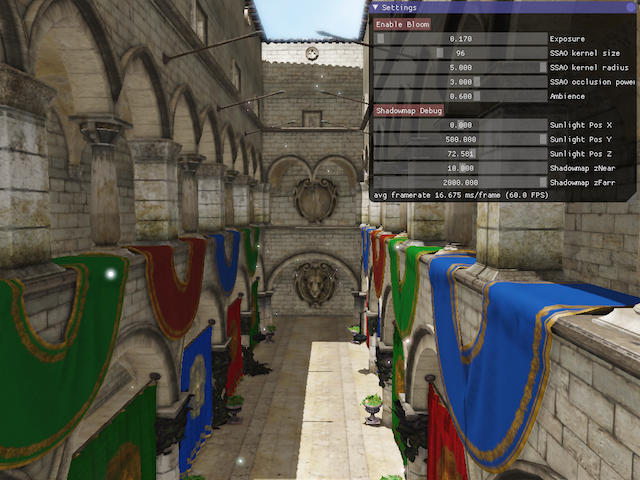 Settings
Enable Bloom
0.170 Exposure
96 SSAO kernel size
5.000 SSAO kernel radius
3.000 SSAO occlusion power
0.600 Ambience
Shadowmap Debug
0.000 Sunlight Pos X
500.000 Sunlight Pos Y
72.581 Sunlight Pos Z
10.000 Shadowmap zNear
2000.000 Shadowmap zFarr
avg framerate 16.675 ms/frame (60.0 FPS)